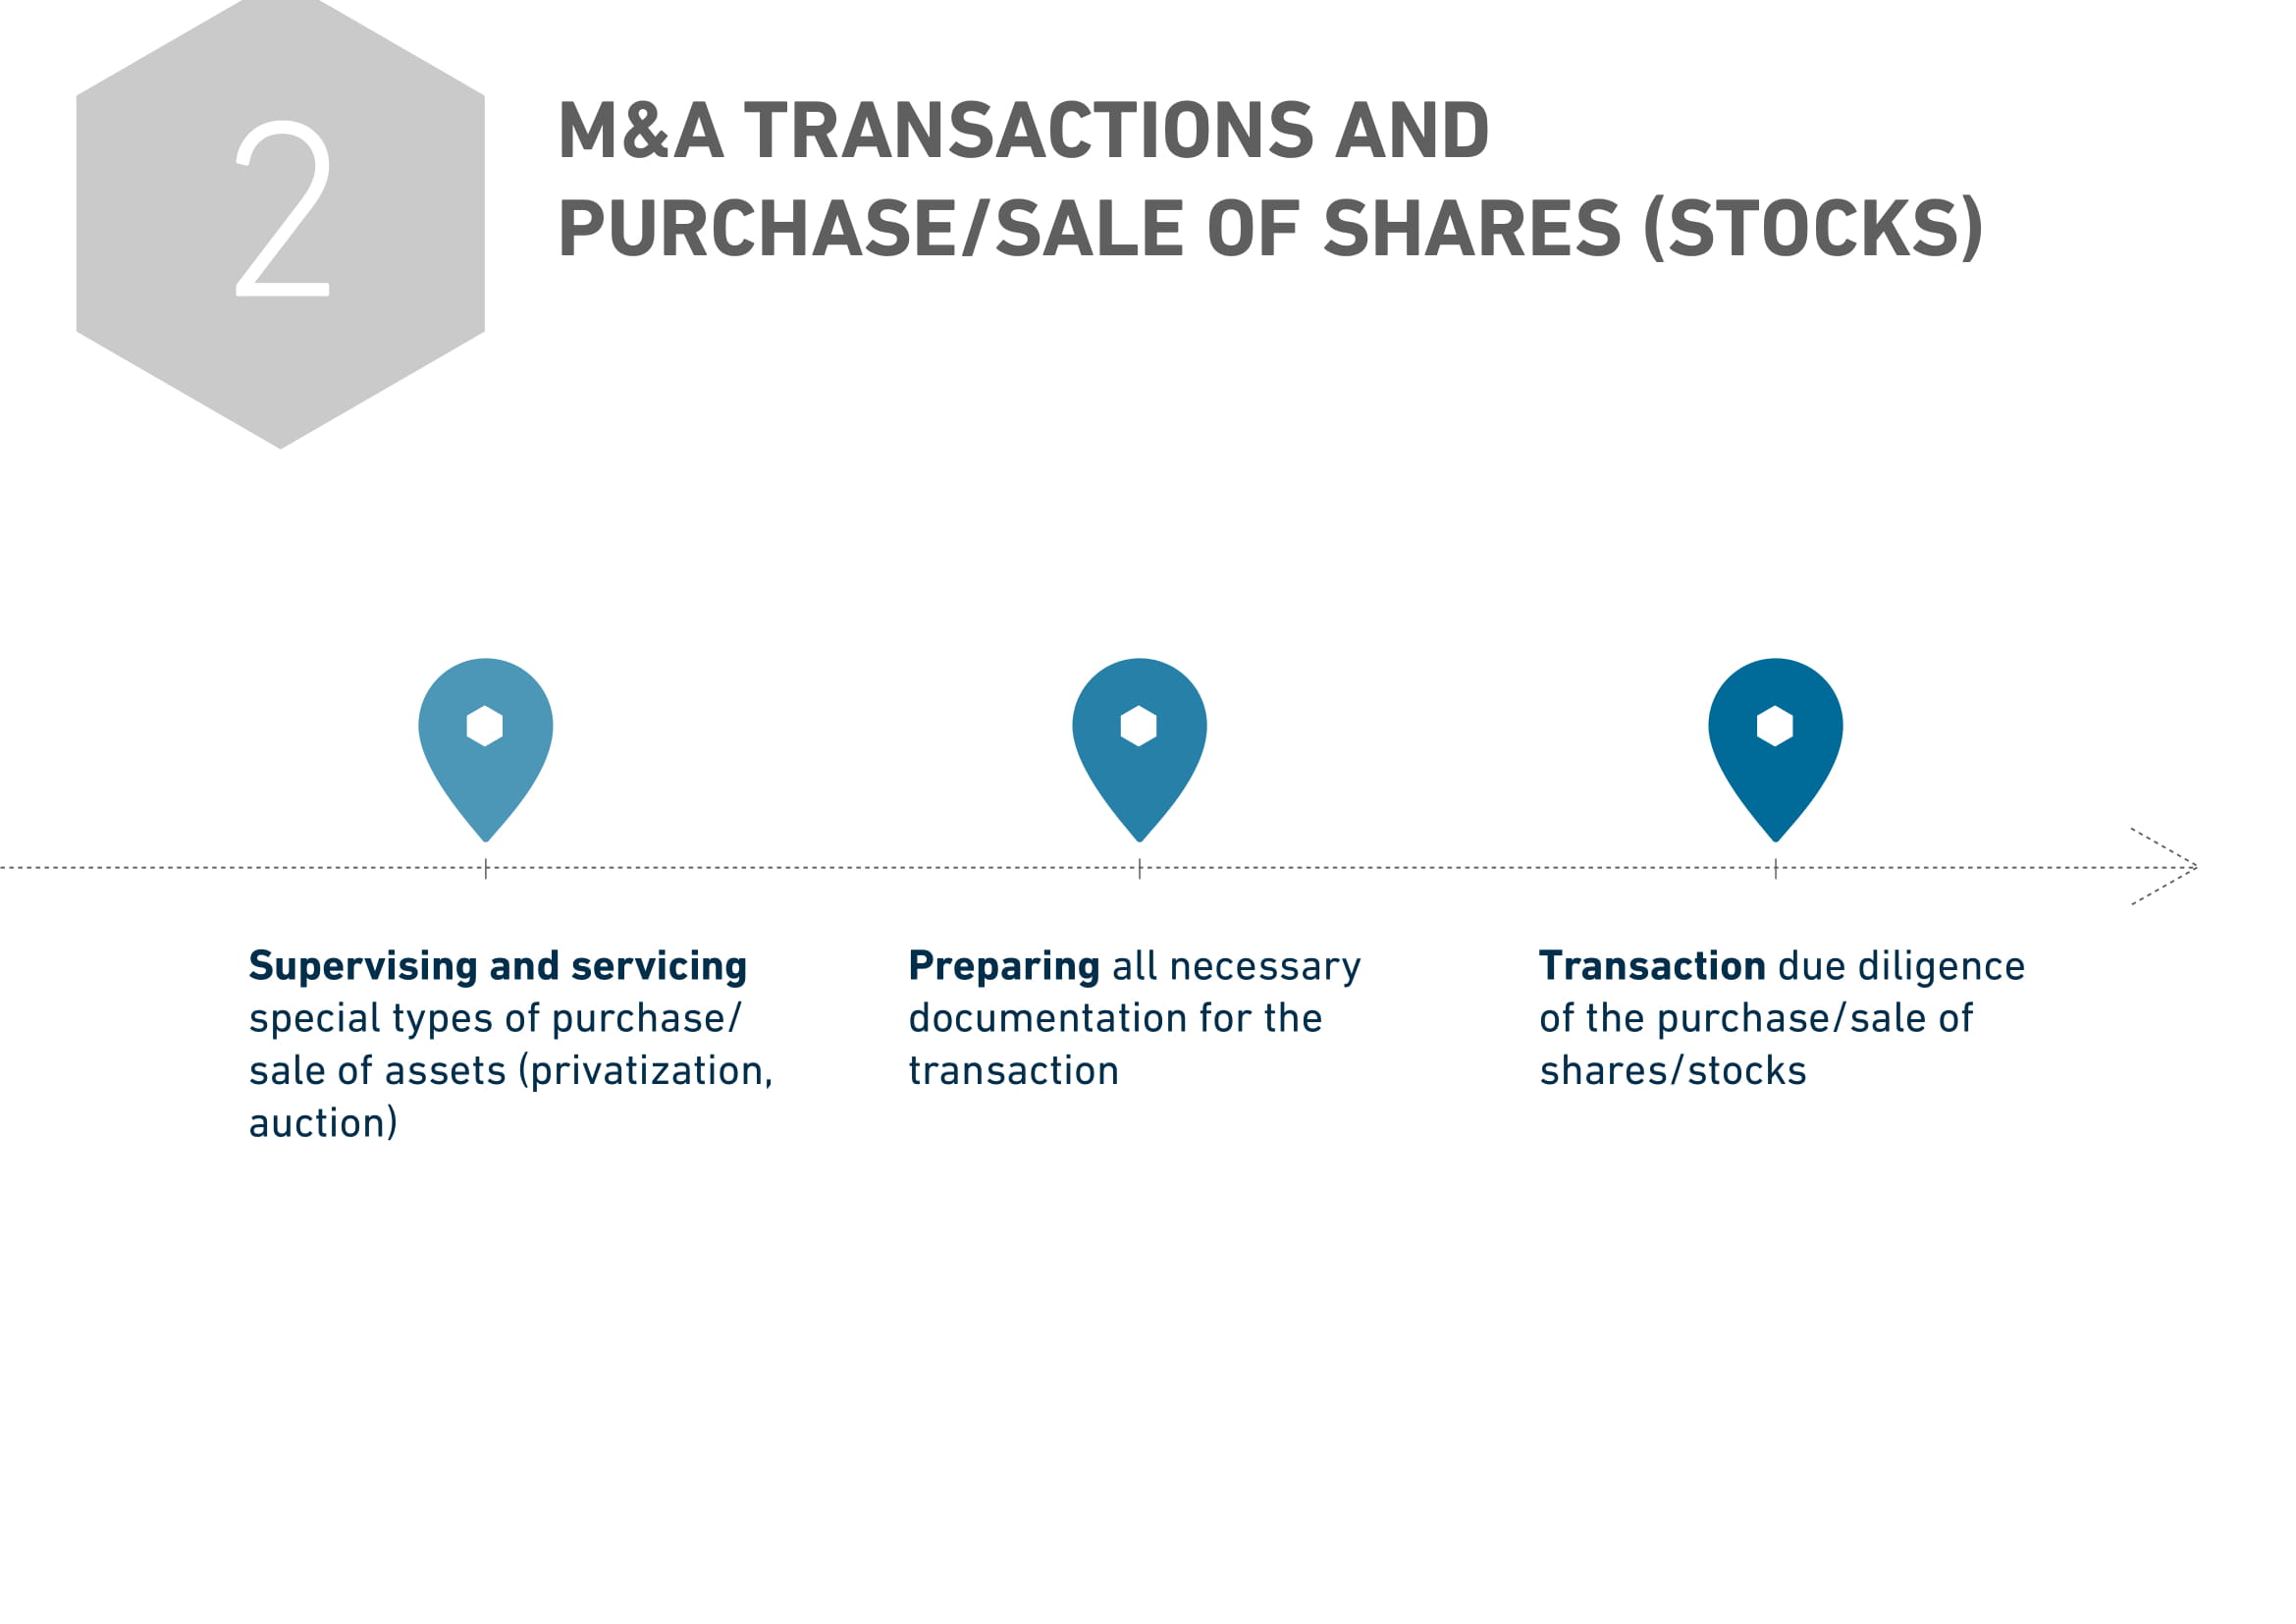 2
M&A TRANSACTIONS AND
PURCHASE/SALE OF SHARES (STOCKS)
Supervising and servicing
special types of purchase/
sale of assets (privatization,
auction)
Preparing all necessary
documentation for the
transaction
Transaction due diligence
of the purchase/sale of
shares/stocks